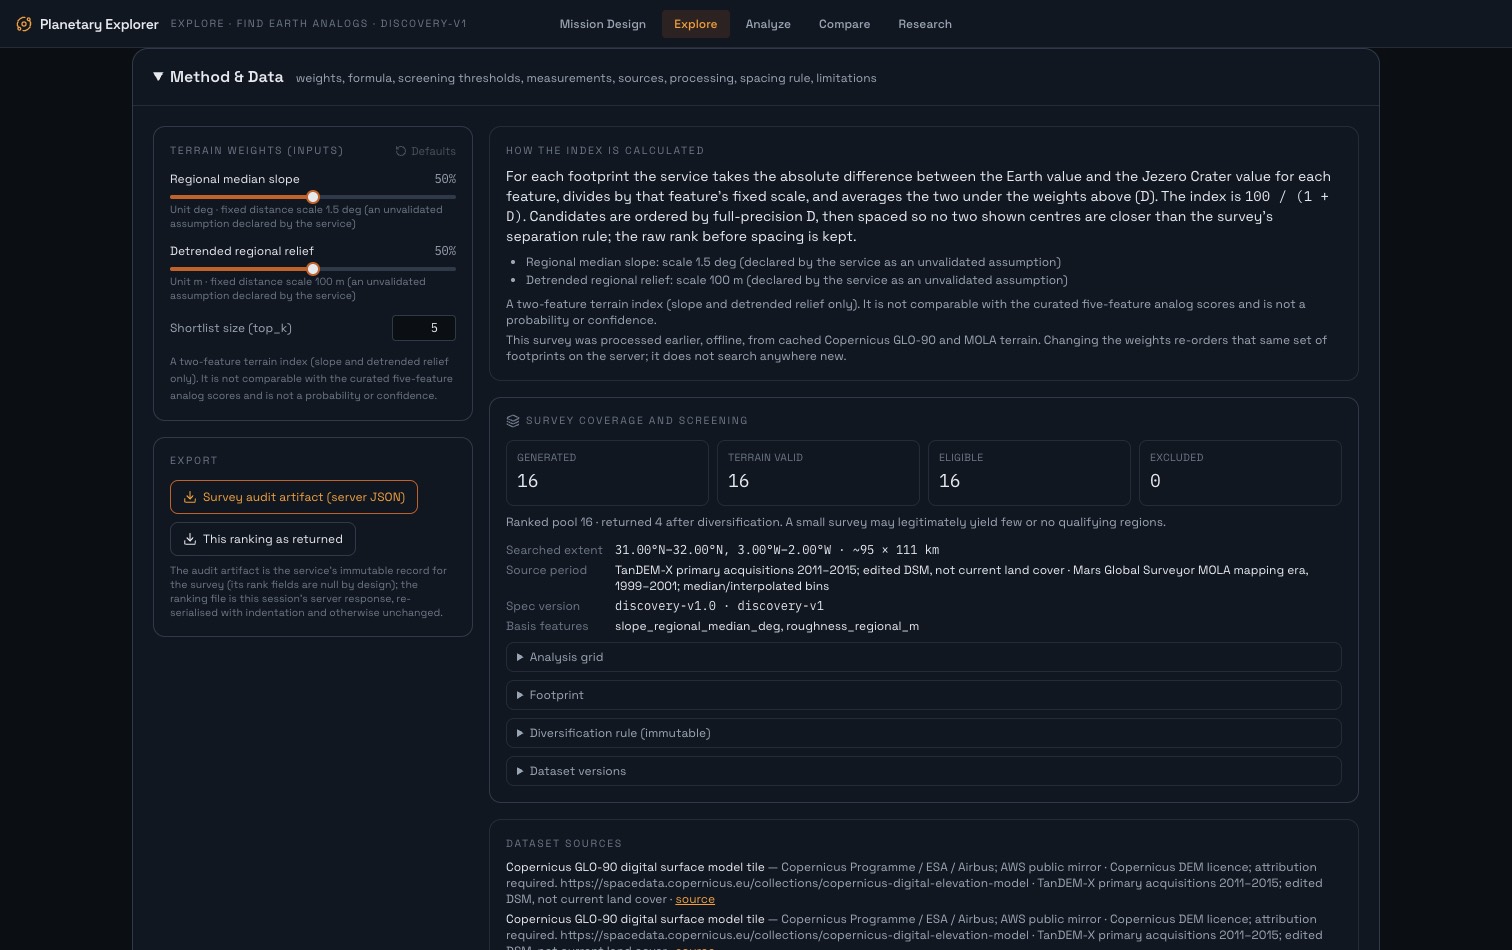 Planetary Explorer
EXPLORE · FIND EARTH ANALOGS · DISCOVERY-V1
Mission Design
Explore
Analyze
Compare
Research
▼ Method & Data
weights, formula, screening thresholds, measurements, sources, processing, spacing rule, limitations
TERRAIN WEIGHTS (INPUTS)
Defaults
Regional median slope
50%
Unit deg · fixed distance scale 1.5 deg (an unvalidated
assumption declared by the service)
Detrended regional relief
50%
Unit m · fixed distance scale 100 m (an unvalidated
assumption declared by the service)
Shortlist size (top_k)
5
A two-feature terrain index (slope and detrended relief
only). It is not comparable with the curated five-feature
analog scores and is not a probability or confidence.
EXPORT
Survey audit artifact (server JSON)
This ranking as returned
The audit artifact is the service's immutable record for
the survey (its rank fields are null by design); the
ranking file is this session's server response, re-
serialised with indentation and otherwise unchanged.
HOW THE INDEX IS CALCULATED
For each footprint the service takes the absolute difference between the Earth value and the Jezero Crater value for each
feature, divides by that feature's fixed scale, and averages the two under the weights above (D). The index is 100 / (1 +
D). Candidates are ordered by full-precision D, then spaced so no two shown centres are closer than the survey's
separation rule; the raw rank before spacing is kept.
• Regional median slope: scale 1.5 deg (declared by the service as an unvalidated assumption)
• Detrended regional relief: scale 100 m (declared by the service as an unvalidated assumption)
A two-feature terrain index (slope and detrended relief only). It is not comparable with the curated five-feature analog scores and is not a
probability or confidence.
This survey was processed earlier, offline, from cached Copernicus GLO-90 and MOLA terrain. Changing the weights re-orders that same set of
footprints on the server; it does not search anywhere new.
SURVEY COVERAGE AND SCREENING
GENERATED
16
TERRAIN VALID
16
ELIGIBLE
16
EXCLUDED
0
Ranked pool 16 · returned 4 after diversification. A small survey may legitimately yield few or no qualifying regions.
Searched extent
31.00°N–32.00°N, 3.00°W–2.00°W · ~95 × 111 km
Source period
TanDEM-X primary acquisitions 2011–2015; edited DSM, not current land cover · Mars Global Surveyor MOLA mapping era,
1999–2001; median/interpolated bins
Spec version
discovery-v1.0 · discovery-v1
Basis features
slope_regional_median_deg, roughness_regional_m
▶ Analysis grid
▶ Footprint
▶ Diversification rule (immutable)
▶ Dataset versions
DATASET SOURCES
Copernicus GLO-90 digital surface model tile — Copernicus Programme / ESA / Airbus; AWS public mirror · Copernicus DEM licence; attribution
required. https://spacedata.copernicus.eu/collections/copernicus-digital-elevation-model · TanDEM-X primary acquisitions 2011–2015; edited
DSM, not current land cover · source
Copernicus GLO-90 digital surface model tile — Copernicus Programme / ESA / Airbus; AWS public mirror · Copernicus DEM licence; attribution
required. https://spacedata.copernicus.eu/collections/copernicus-digital-elevation-model · TanDEM-X primary acquisitions 2011–2015; edited